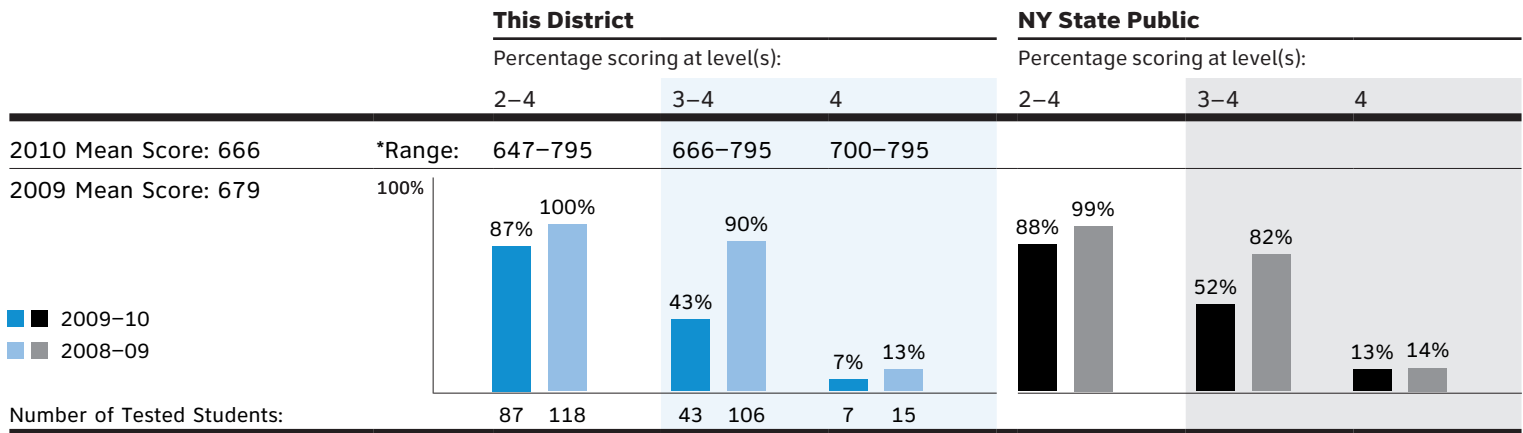 This District NY State Public
Percentage scoring at level(s): Percentage scoring at level(s):
2–4 3–4 4 2–4 3–4 4
2010 Mean Score: 666 *Range: 647–795 666–795 700–795
2009 Mean Score: 679 100%
100% 99%
87% 90% 88% 82%
43% 52%
7% 13% 13% 14%
2009–10
2008–09
Number of Tested Students: 87 118 43 106 7 15